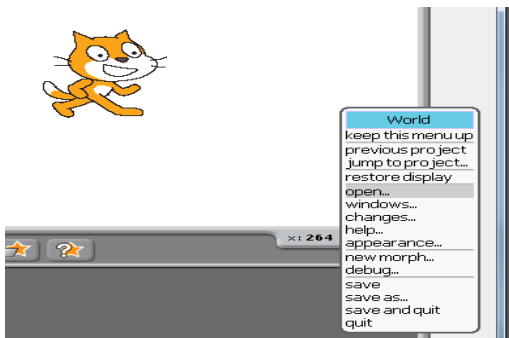 World
keep this menu up
previous project
jump to project...
restore display
open...
windows...
changes...
help...
appearance...
new morph...
debug...
save
save as...
save and quit
quit
x: 264
?